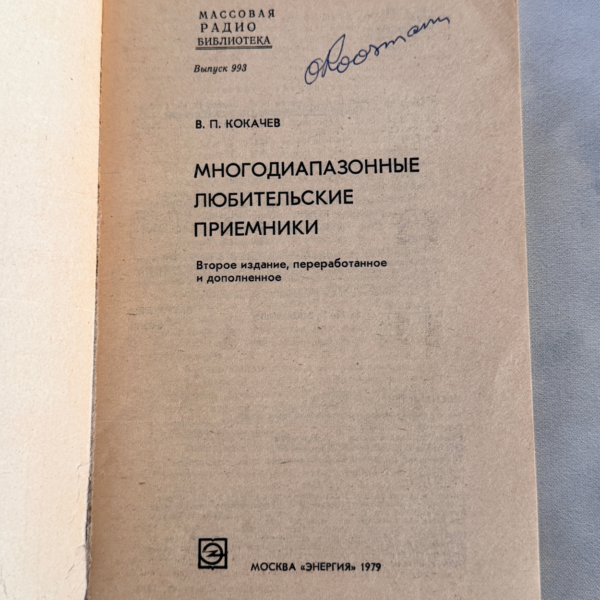 МАССОВАЯ
РАДИО
БИБЛИОТЕКА
Выпуск 993
В. П. КОКАЧЕВ
МНОГОДИАПАЗОННЫЕ
ЛЮБИТЕЛЬСКИЕ
ПРИЕМНИКИ
Второе издание, переработанное
и дополненное
МОСКВА «ЭНЕРГИЯ» 1979